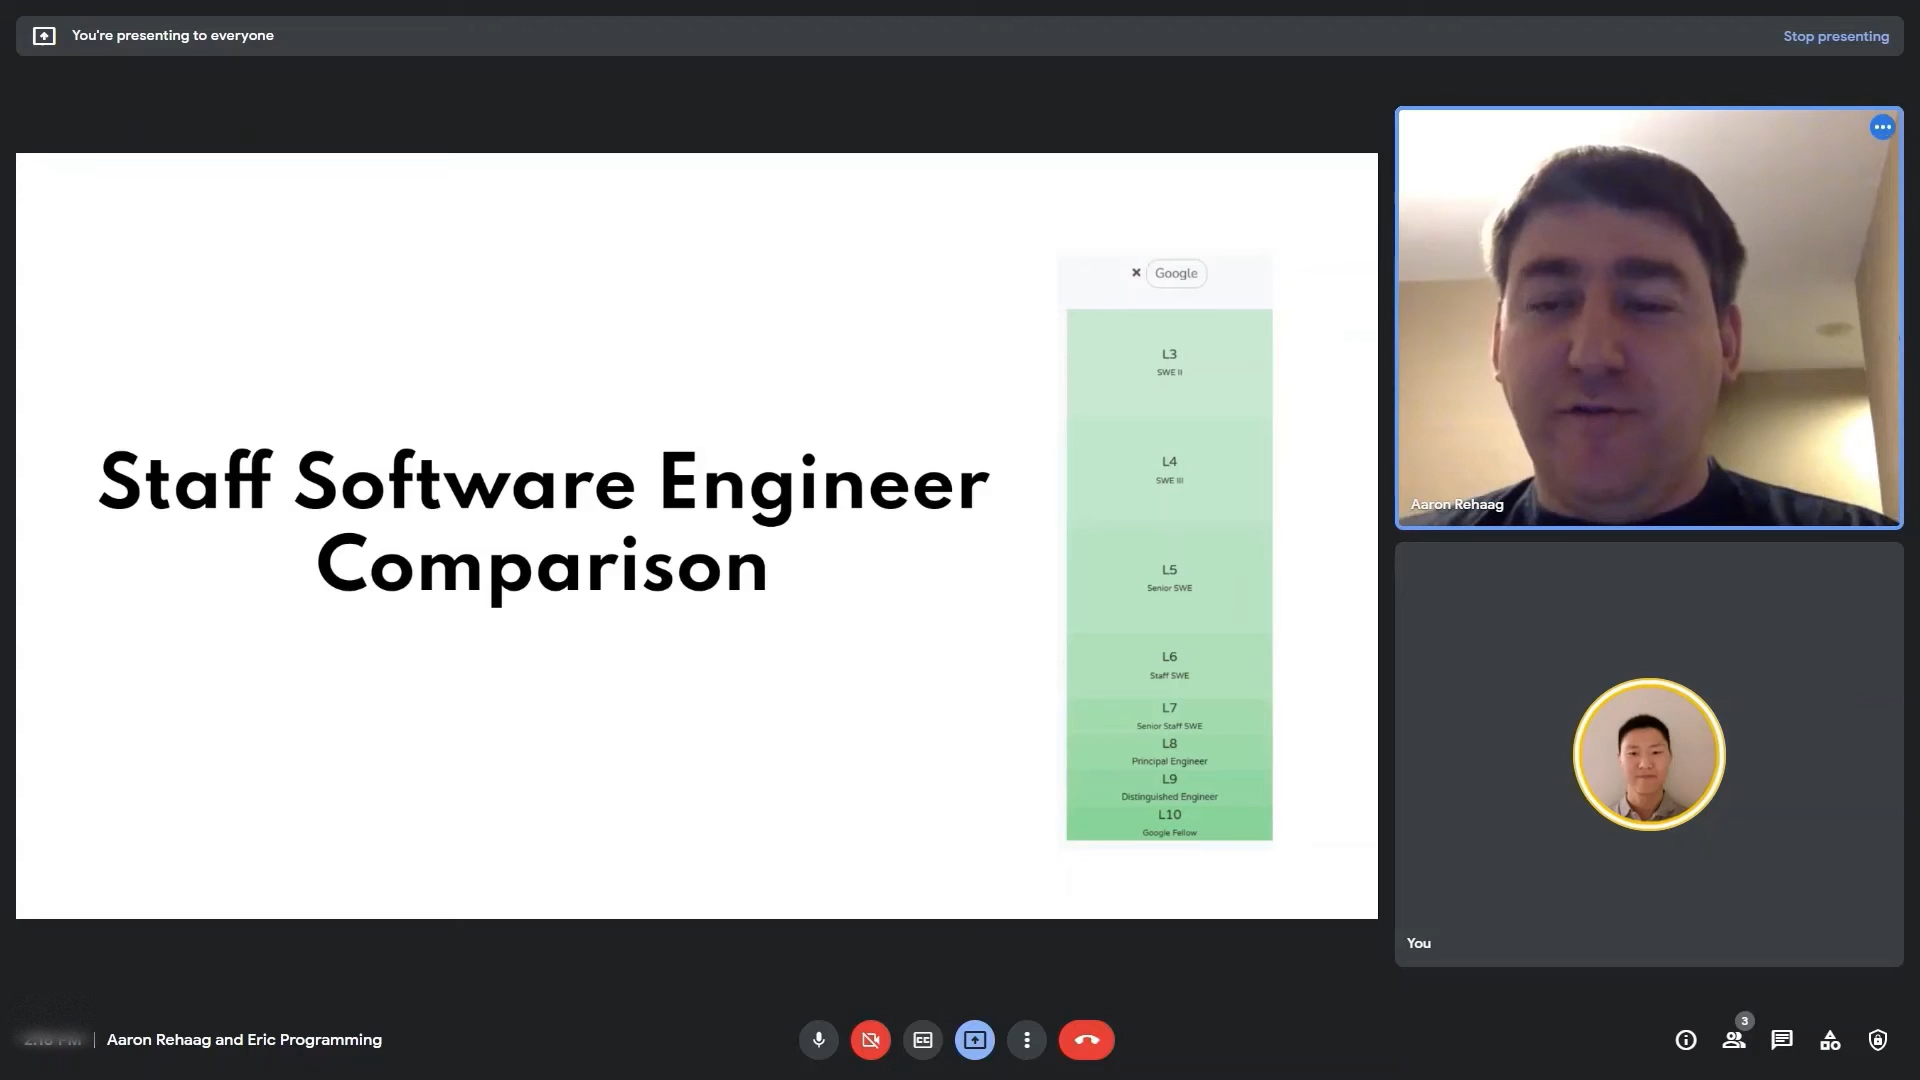 You're presenting to everyone
Stop presenting
× Google
L3
SWE II
L4
SWE III
L5
Senior SWE
L6
Staff SWE
L7
Senior Staff SWE
L8
Principal Engineer
L9
Distinguished Engineer
L10
Google Fellow
Staff Software Engineer
Comparison
Aaron Rehaag
You
Aaron Rehaag and Eric Programming
CC
3